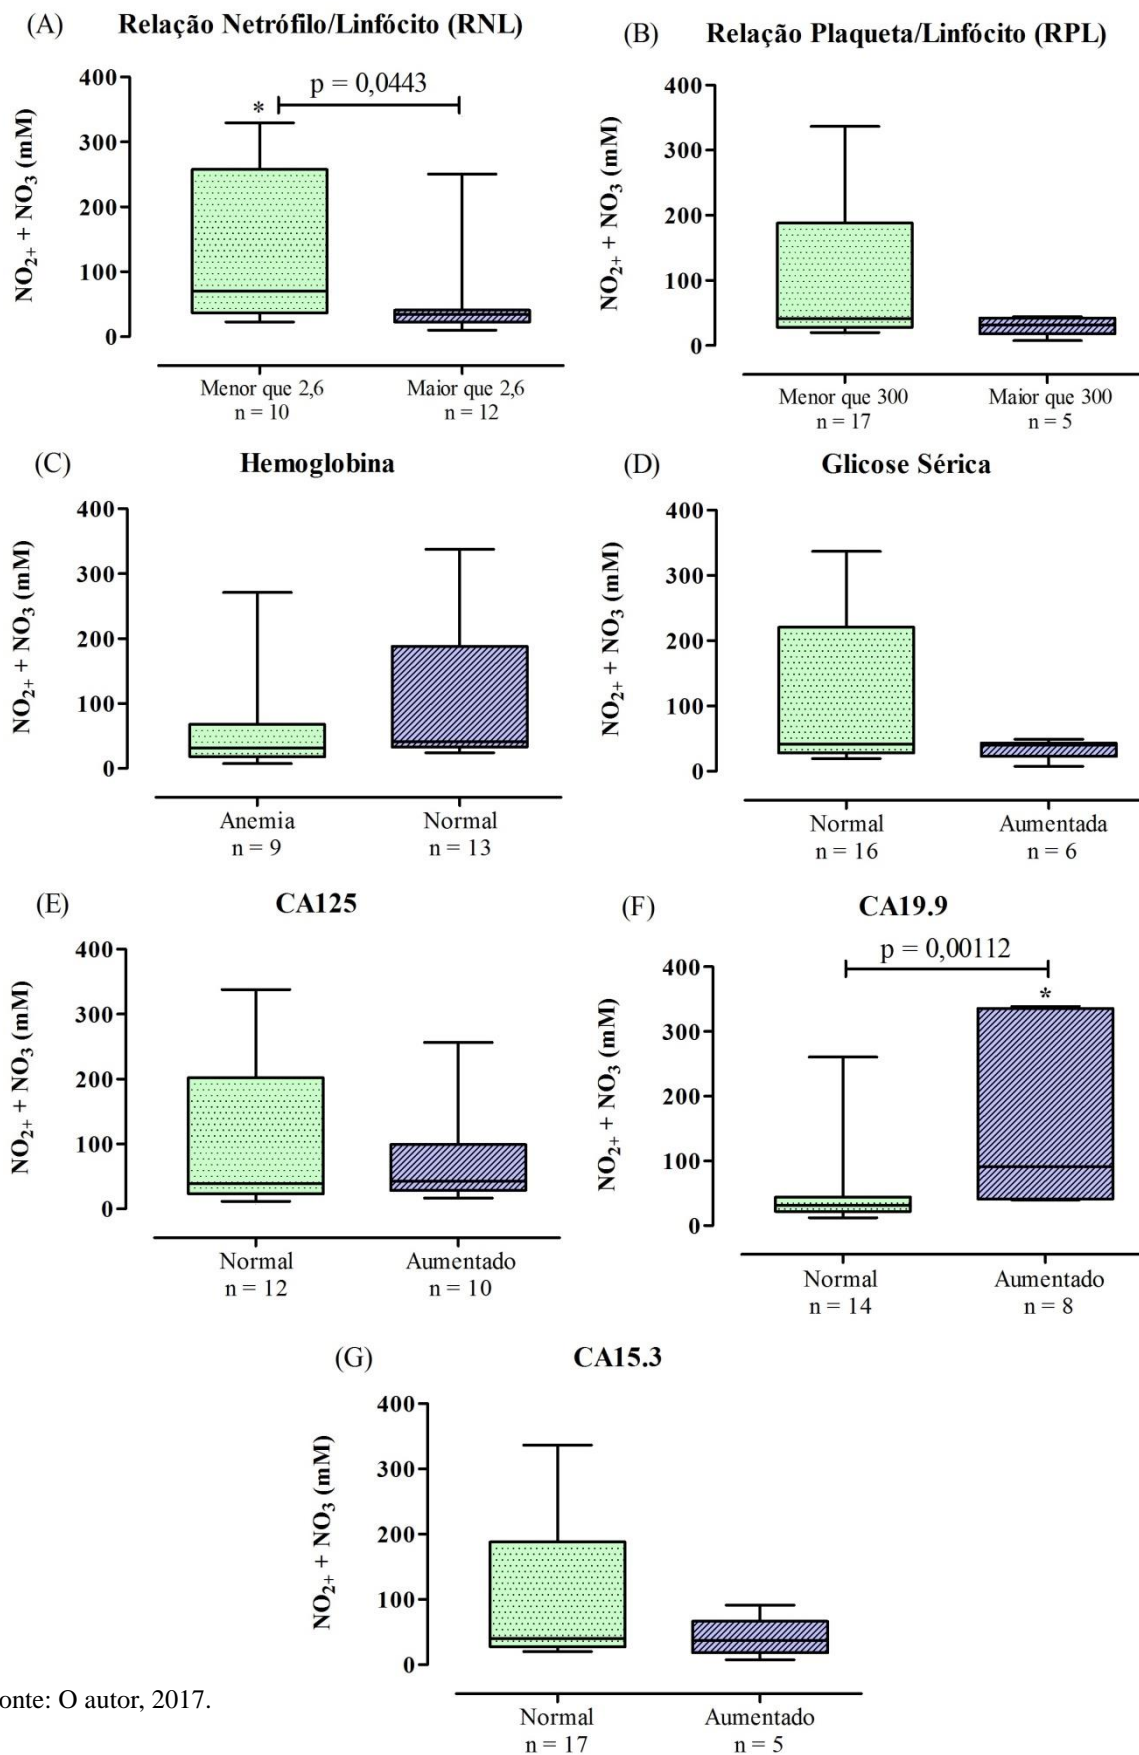 (A) Relação Netrófilo/Linfócito (RNL)
NO2+ + NO3 (mM)
400
300
200
100
0
p = 0,0443
*
Menor que 2,6
n = 10
Maior que 2,6
n = 12
(B) Relação Plaqueta/Linfócito (RPL)
NO2+ + NO3 (mM)
400
300
200
100
0
Menor que 300
n = 17
Maior que 300
n = 5
(C) Hemoglobina
NO2+ + NO3 (mM)
400
300
200
100
0
Anemia
n = 9
Normal
n = 13
(D) Glicose Sérica
NO2+ + NO3 (mM)
400
300
200
100
0
Normal
n = 16
Aumentada
n = 6
(E) CA125
NO2+ + NO3 (mM)
400
300
200
100
0
Normal
n = 12
Aumentado
n = 10
(F) CA19.9
NO2+ + NO3 (mM)
400
300
200
100
0
p = 0,00112
*
Normal
n = 14
Aumentado
n = 8
(G) CA15.3
NO2+ + NO3 (mM)
400
300
200
100
0
Normal
n = 17
Aumentado
n = 5
onte: O autor, 2017.